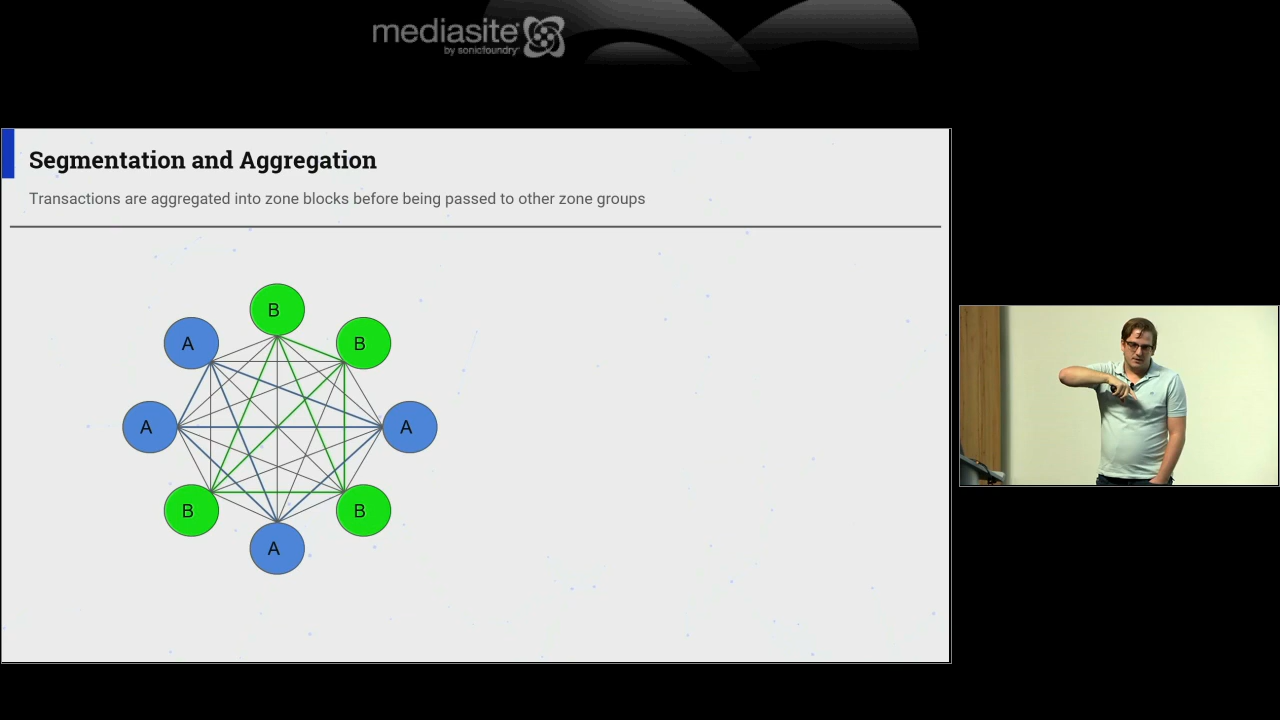 mediasite
by sonicfoundry
Segmentation and Aggregation
Transactions are aggregated into zone blocks before being passed to other zone groups
B
A
B
A
A
B
B
A